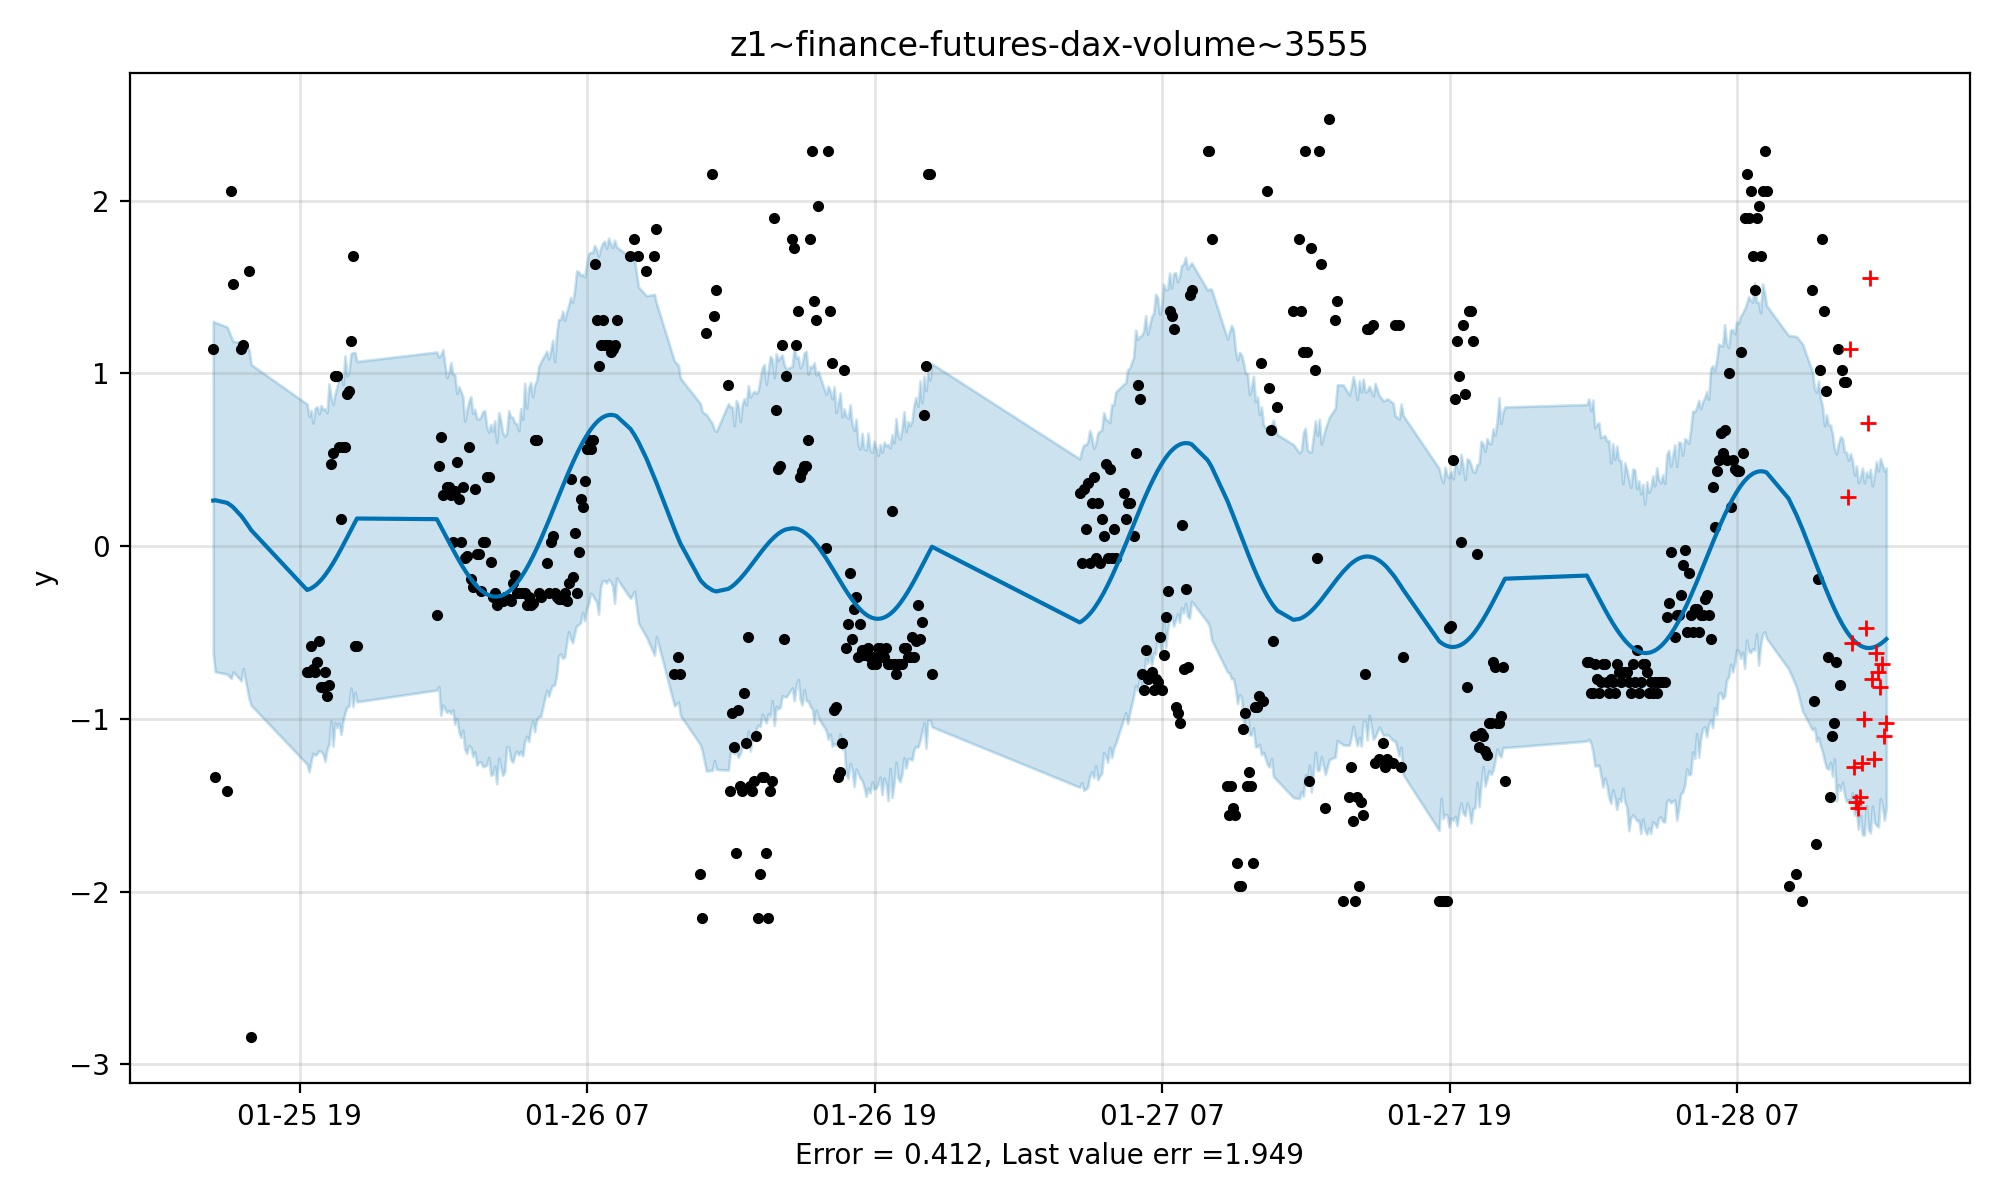 z1~finance-futures-dax-volume~3555
y
2
1
0
−1
−2
−3
01-25 19 01-26 07 01-26 19 01-27 07 01-27 19 01-28 07
Error = 0.412, Last value err =1.949